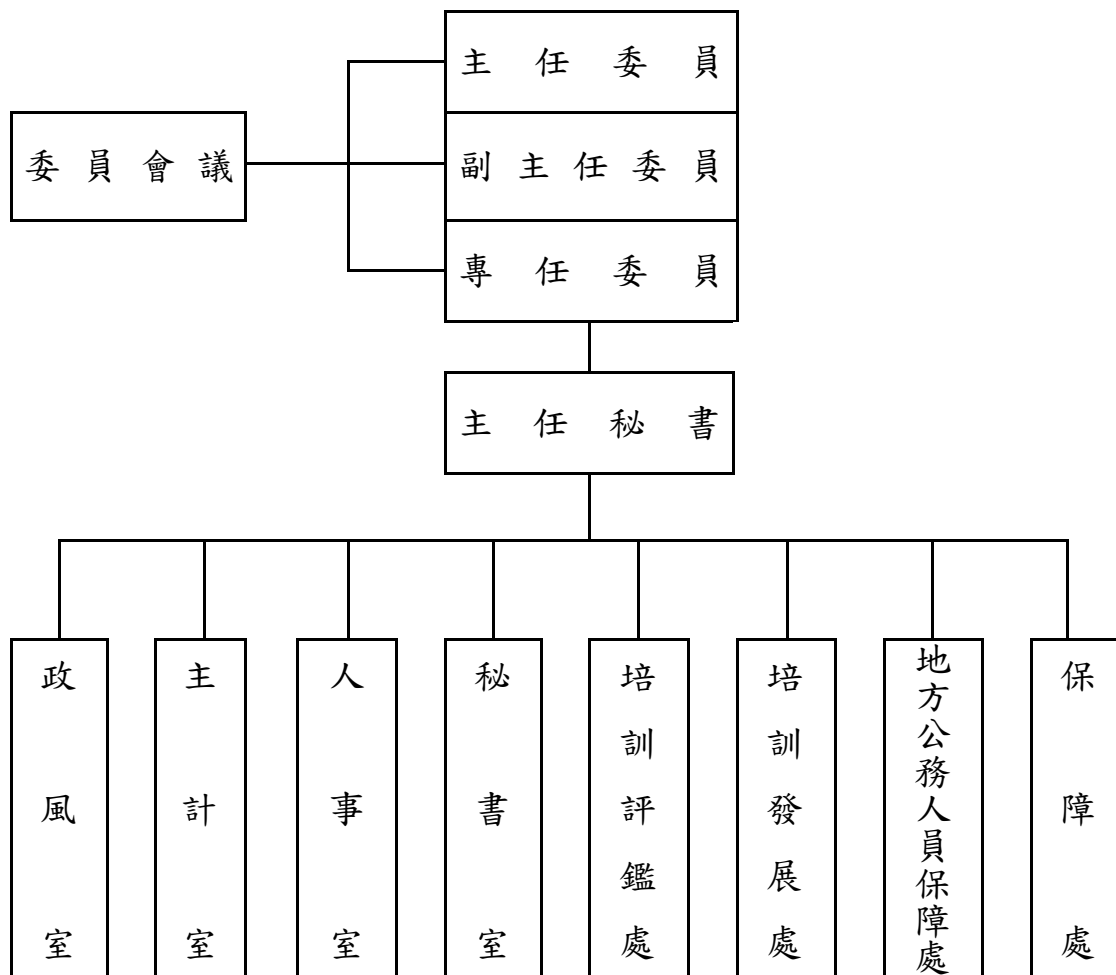 主任委員
委員會議
副主任委員
專任委員
主任秘書
政風室
主計室
人事室
秘書室
培訓評鑑處
培訓發展處
地方公務人員保障處
保障處